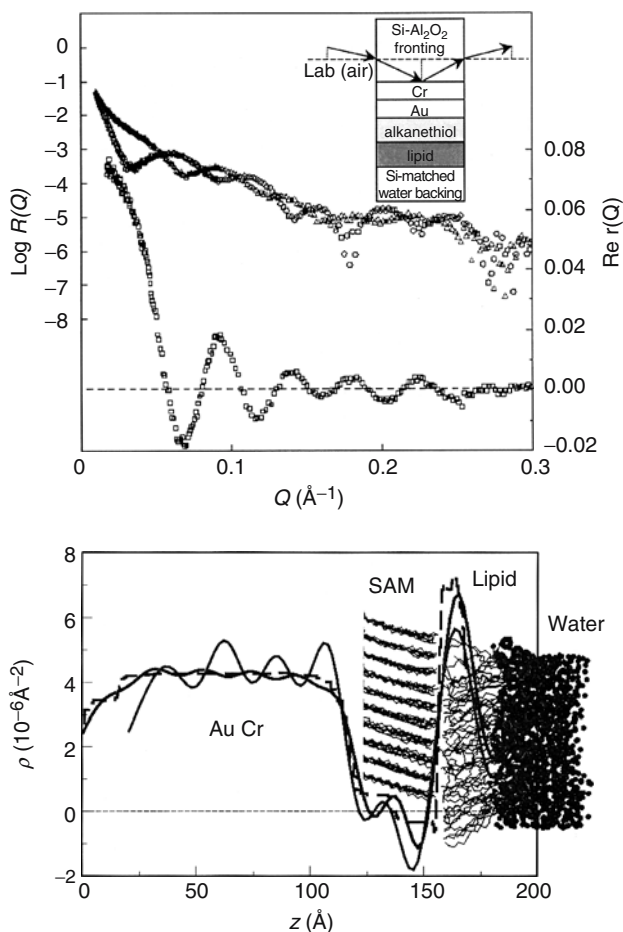 Si-Al₂O₂
fronting
Lab (air)
Cr
Au
alkanethiol
lipid
Si-matched
water backing
0
−1
−2
−3
−4
−5
−6
−7
−8
Log R(Q)
0.08
0.06
0.04
0.02
0.00
−0.02
Re r(Q)
0
0.1
0.2
0.3
Q (Å⁻¹)
8
6
4
2
0
−2
ρ (10⁻⁶Å⁻²)
SAM
Lipid
Water
Au Cr
0
50
100
150
200
z (Å)